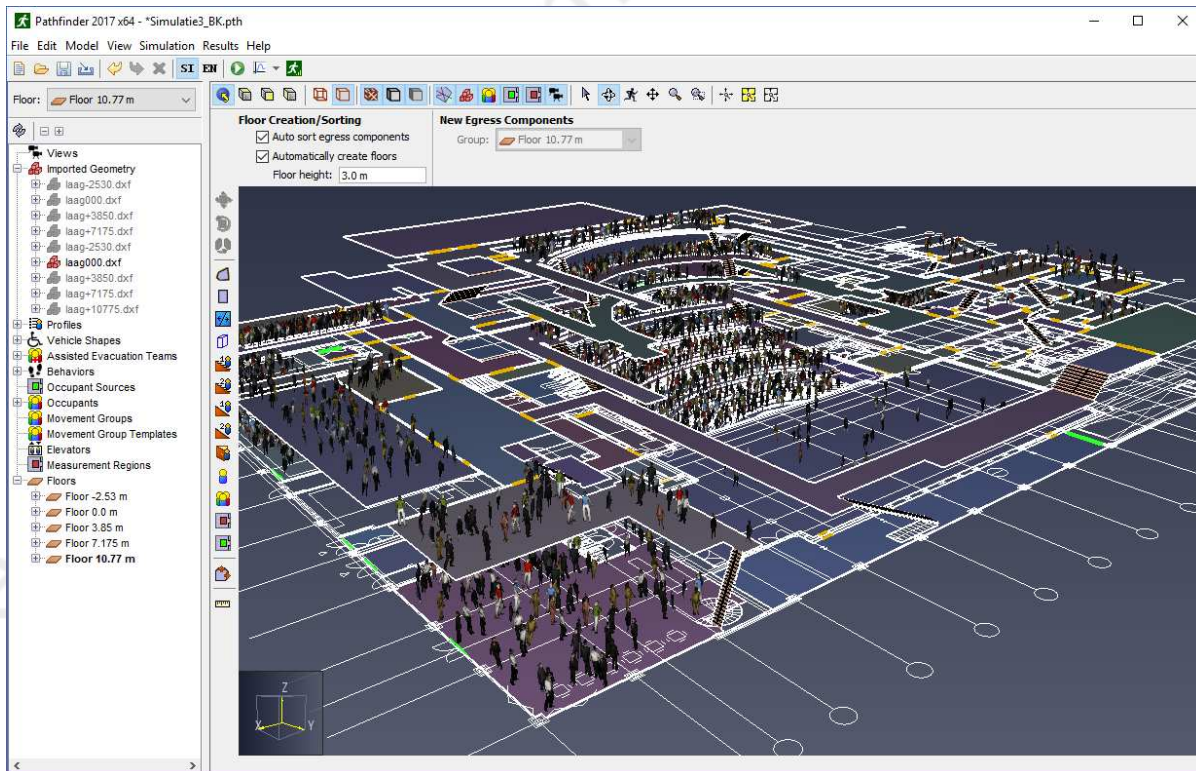 Pathfinder 2017 x64 - *Simulatie3_BK.pth
File Edit Model View Simulation Results Help
SI EN
Floor: Floor 10.77 m
Floor Creation/Sorting
Auto sort egress components
Automatically create floors
Floor height: 3.0 m
New Egress Components
Group: Floor 10.77 m
Views
Imported Geometry
laag-2530.dxf
laag000.dxf
laag+3850.dxf
laag+7175.dxf
laag-2530.dxf
laag000.dxf
laag+3850.dxf
laag+7175.dxf
laag+10775.dxf
Profiles
Vehicle Shapes
Assisted Evacuation Teams
Behaviors
Occupant Sources
Occupants
Movement Groups
Movement Group Templates
Elevators
Measurement Regions
Floors
Floor -2.53 m
Floor 0.0 m
Floor 3.85 m
Floor 7.175 m
Floor 10.77 m
Z
X Y